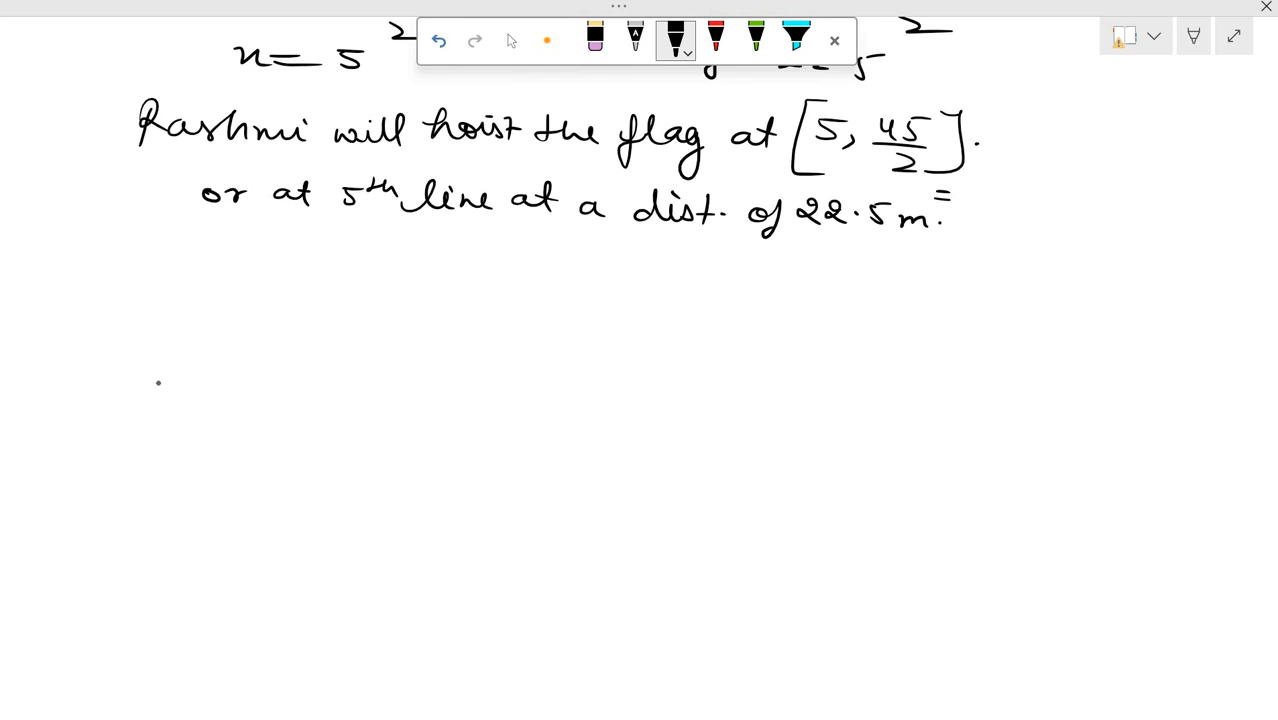 x = 5
Rashmi will hoist the flag at [5, 45/2].
or at 5th line at a dist. of 22.5m.